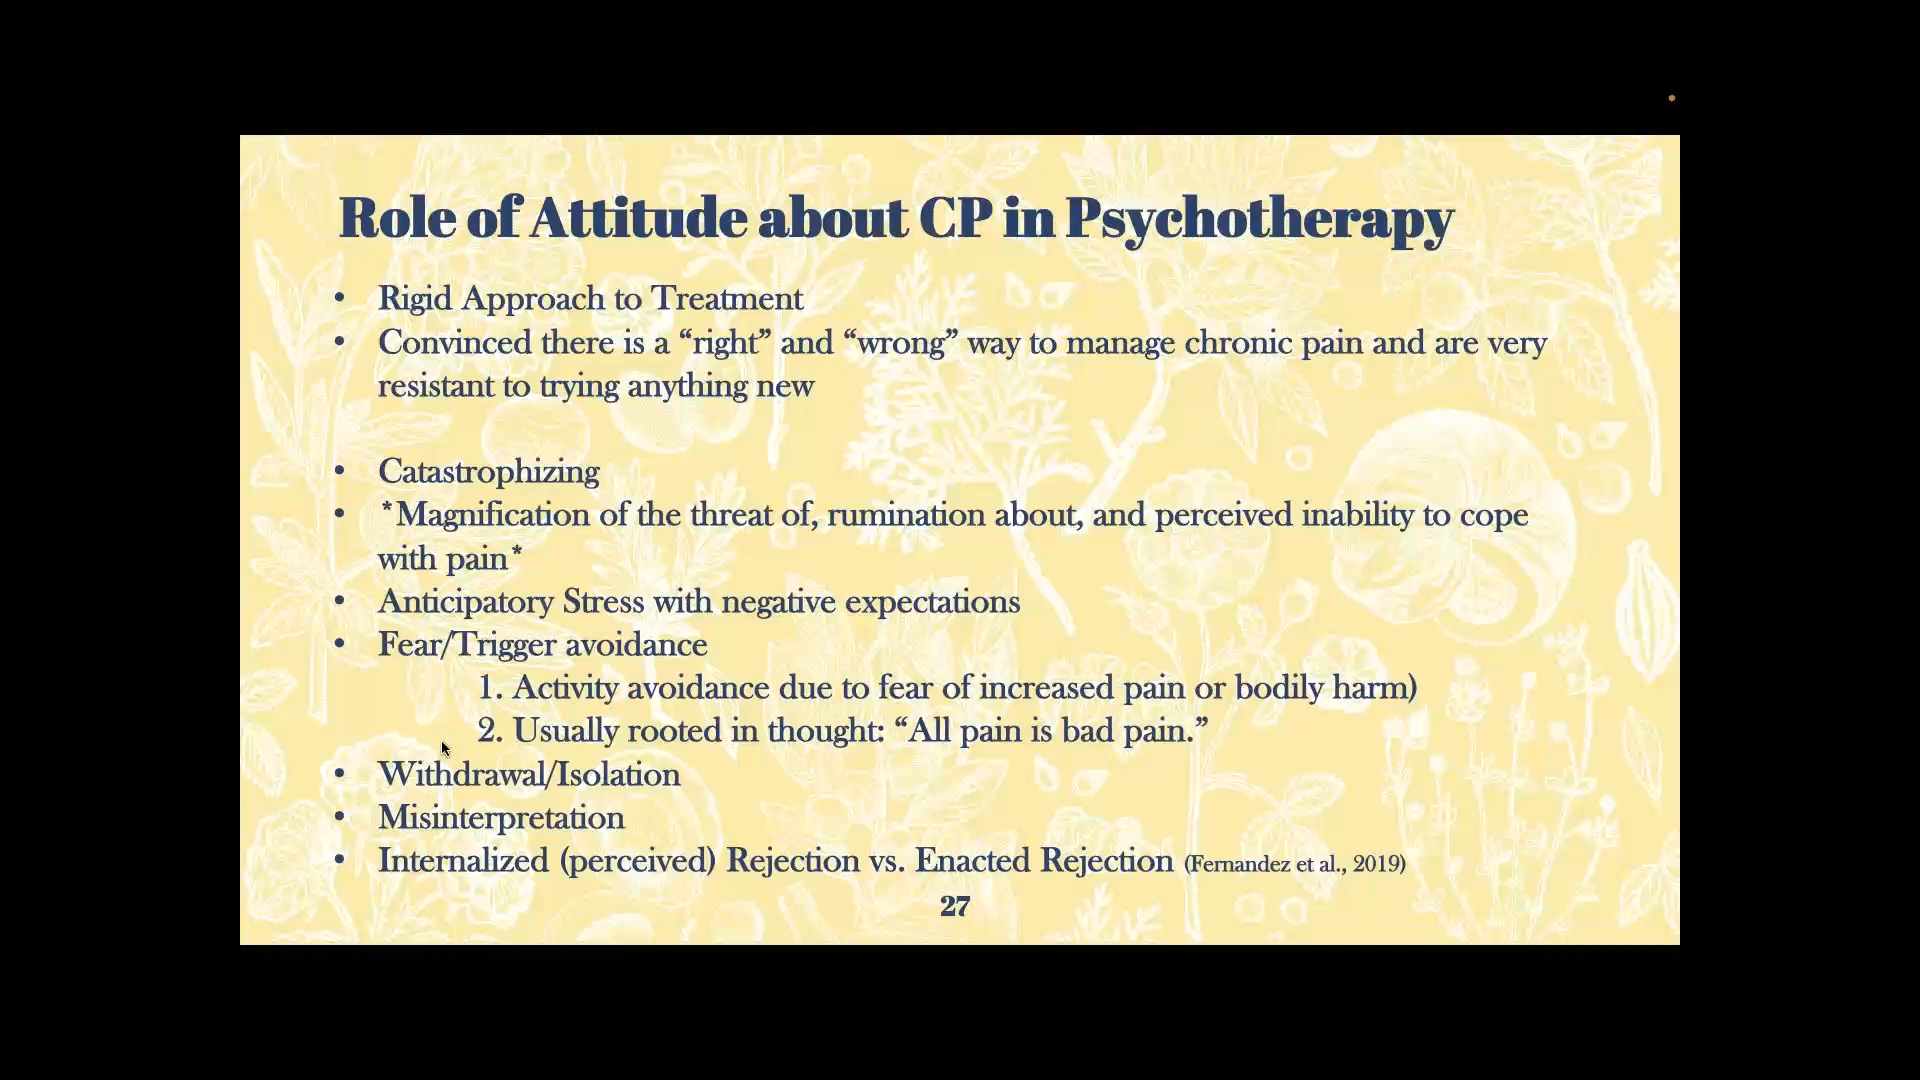 Role of Attitude about CP in Psychotherapy
• Rigid Approach to Treatment
• Convinced there is a “right” and “wrong” way to manage chronic pain and are very
resistant to trying anything new
• Catastrophizing
• *Magnification of the threat of, rumination about, and perceived inability to cope
with pain*
• Anticipatory Stress with negative expectations
• Fear/Trigger avoidance
1. Activity avoidance due to fear of increased pain or bodily harm)
2. Usually rooted in thought: “All pain is bad pain.”
• Withdrawal/Isolation
• Misinterpretation
• Internalized (perceived) Rejection vs. Enacted Rejection (Fernandez et al., 2019)
27